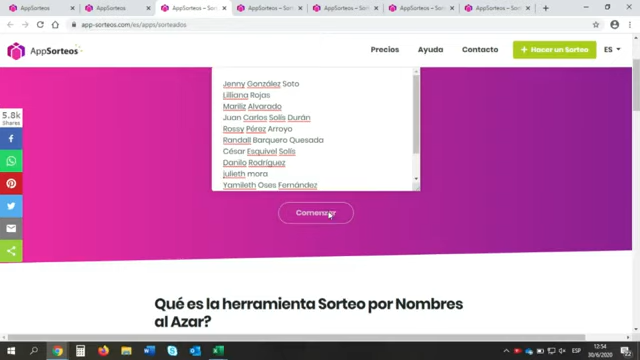 AppSorteos
AppSorteos
AppSorteos – Sort
AppSorteos – Sort
AppSorteos – Sort
AppSorteos – Sort
AppSorteos – Sort
app-sorteos.com/es/apps/sorteados
AppSorteos
Precios
Ayuda
Contacto
+ Hacer un Sorteo
ES
5.8k
Shares
Jenny González Soto
Lilliana Rojas
Mariliz Alvarado
Juan Carlos Solís Durán
Rossy Pérez Arroyo
Randall Barquero Quesada
César Esquivel Solís
Danilo Rodríguez
julieth mora
Yamileth Oses Fernández
Comenzar
Qué es la herramienta Sorteo por Nombres
al Azar?
ESP
12:54
30/6/2020